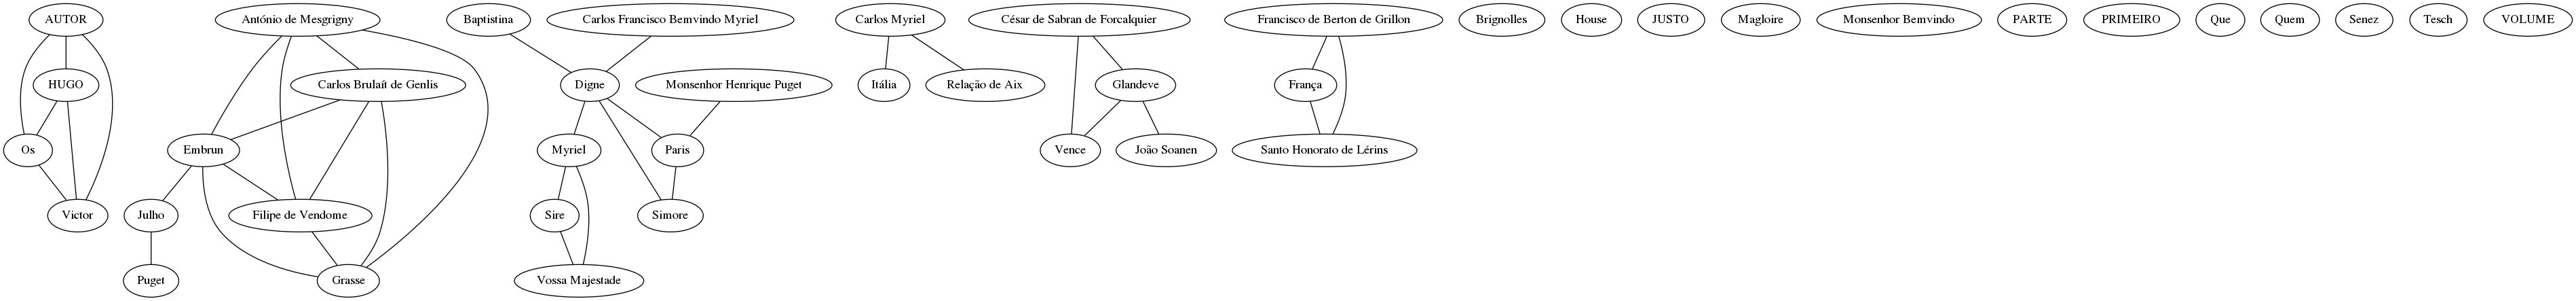 AUTOR
António de Mesgrigny
Baptistina
Carlos Francisco Bemvindo Myriel
Carlos Myriel
César de Sabran de Forcalquier
Francisco de Berton de Grillon
Brignolles
House
JUSTO
Magloire
Monsenhor Bemvindo
PARTE
PRIMEIRO
Que
Quem
Senez
Tesch
VOLUME
HUGO
Carlos Brulaít de Genlis
Digne
Monsenhor Henrique Puget
Itália
Relação de Aix
Glandeve
França
Os
Embrun
Myriel
Paris
Vence
João Soanen
Santo Honorato de Lérins
Victor
Julho
Filipe de Vendome
Sire
Simore
Puget
Grasse
Vossa Majestade